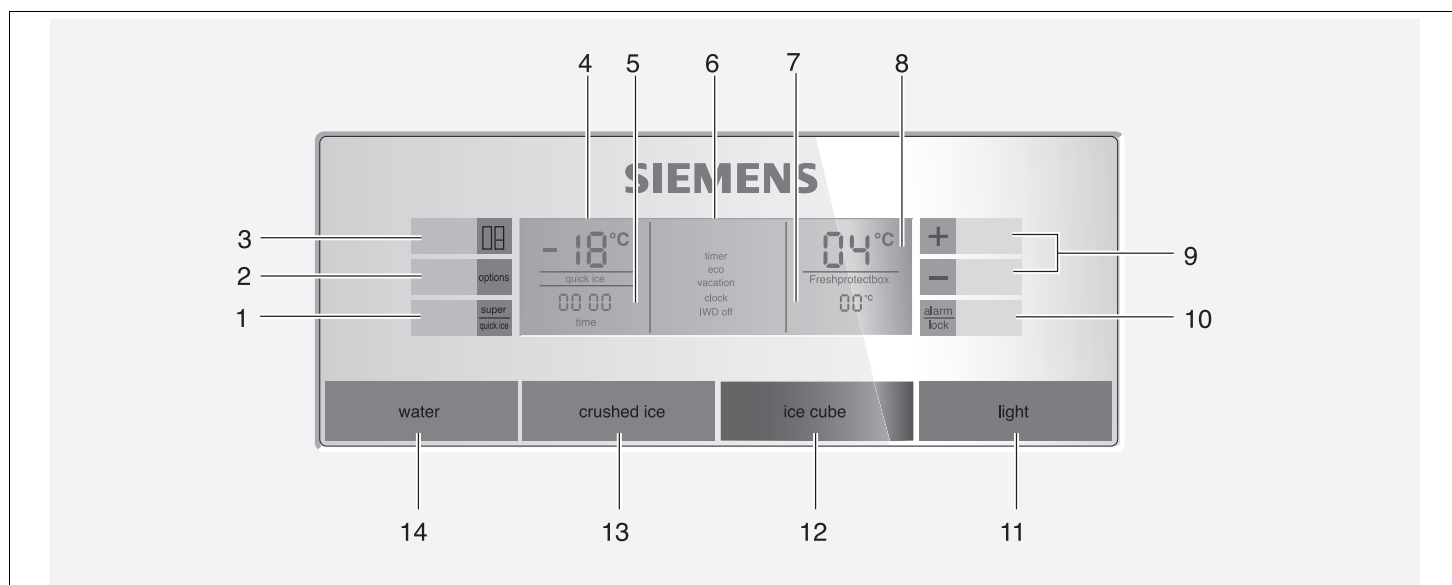 4 5 6 7 8
SIEMENS
3
-18°C
04°C
+
timer
2
options
quick ice
eco
Freshprotectbox
-
9
vacation
1
super
quick ice
00 00
time
clock
IWD off
00°C
alarm
lock
10
water
crushed ice
ice cube
light
14 13 12 11